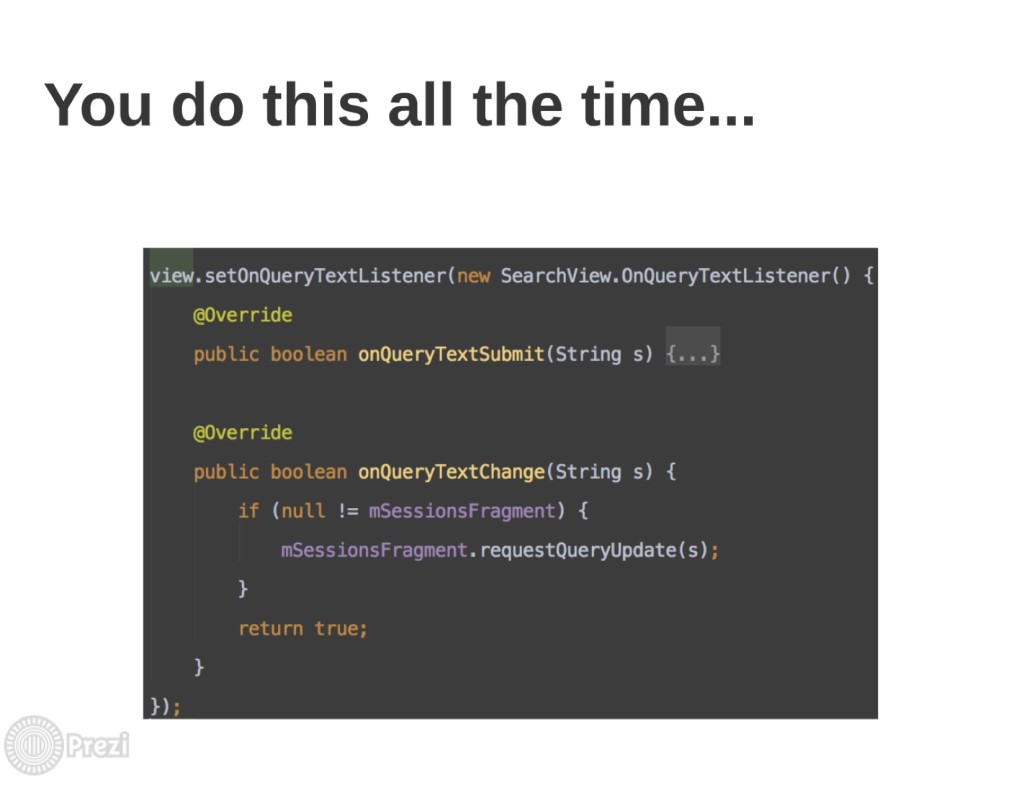 You do this all the time...
view.setOnQueryTextListener(new SearchView.OnQueryTextListener() {
@Override
public boolean onQueryTextSubmit(String s) {...}
@Override
public boolean onQueryTextChange(String s) {
if (null != mSessionsFragment) {
mSessionsFragment.requestQueryUpdate(s);
}
return true;
}
});
Prezi